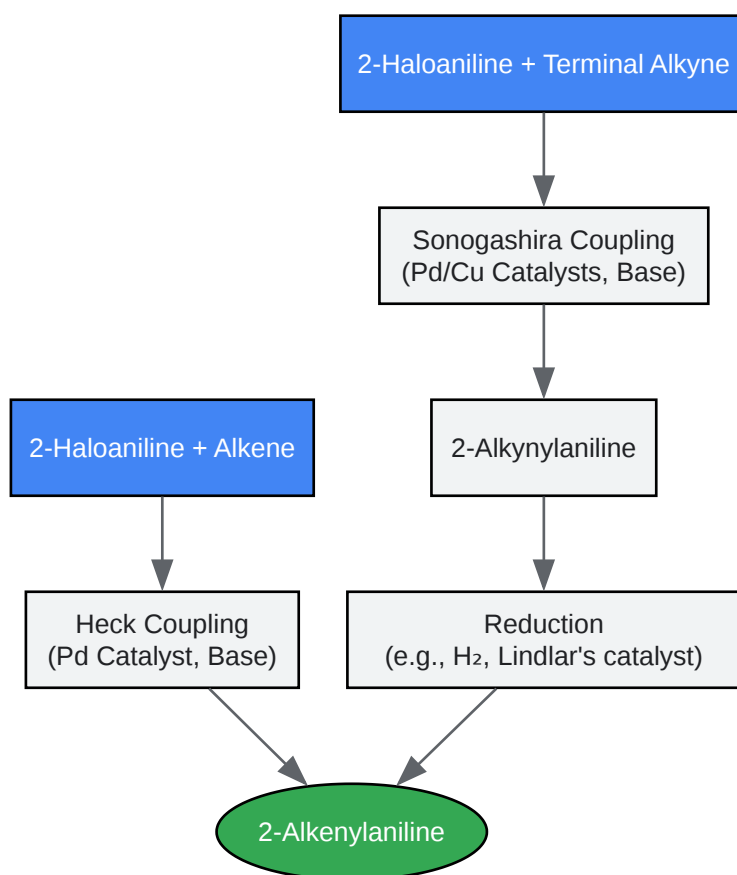 2-Haloaniline + Terminal Alkyne
Sonogashira Coupling
(Pd/Cu Catalysts, Base)
2-Haloaniline + Alkene
2-Alkynylaniline
Heck Coupling
(Pd Catalyst, Base)
Reduction
(e.g., H₂, Lindlar's catalyst)
2-Alkenylaniline